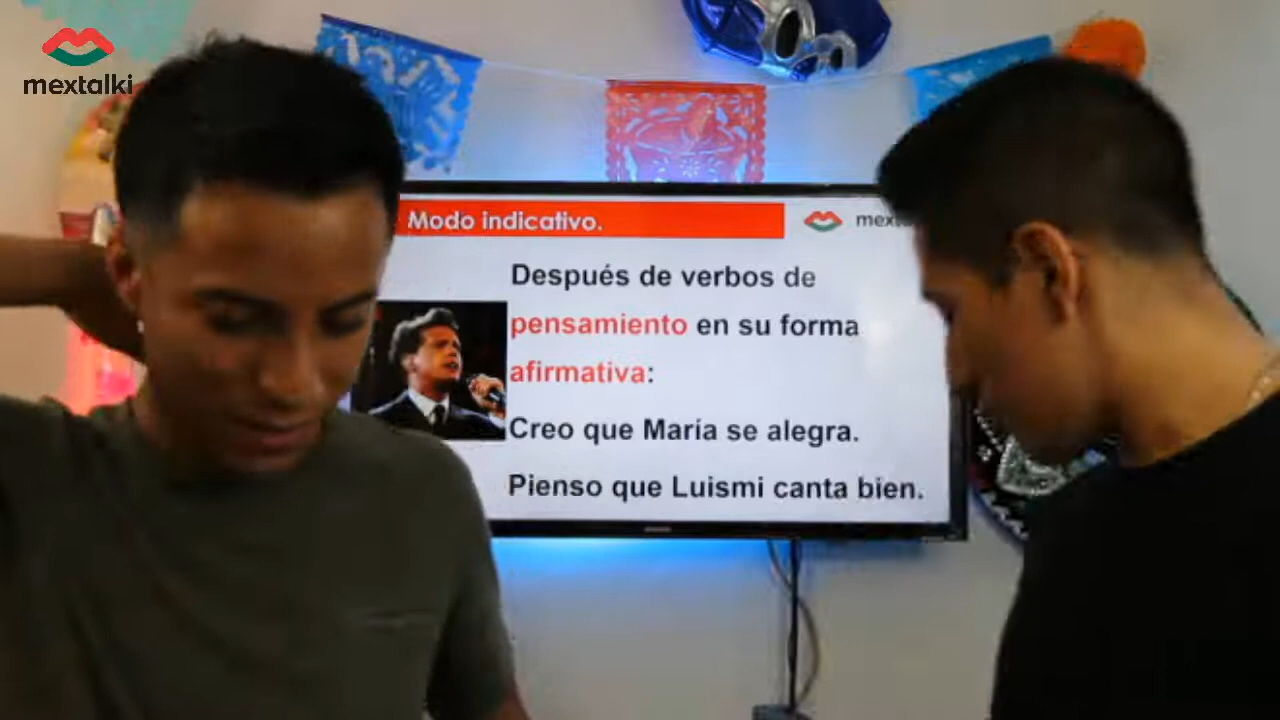 mextalki
Modo indicativo.
Después de verbos de
pensamiento en su forma
afirmativa:
Creo que María se alegra.
Pienso que Luismi canta bien.